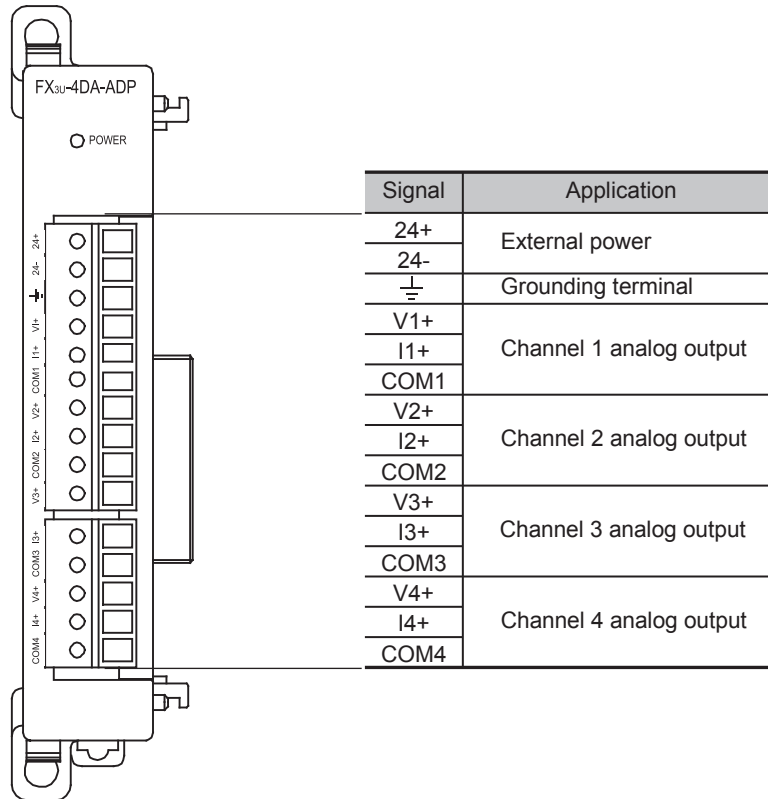 FX3U-4DA-ADP
POWER
24+
24-
V1+
I1+
COM1
V2+
I2+
COM2
V3+
I3+
COM3
V4+
I4+
COM4
Signal Application
24+
24-
External power
Grounding terminal
V1+
I1+
COM1
Channel 1 analog output
V2+
I2+
COM2
Channel 2 analog output
V3+
I3+
COM3
Channel 3 analog output
V4+
I4+
COM4
Channel 4 analog output